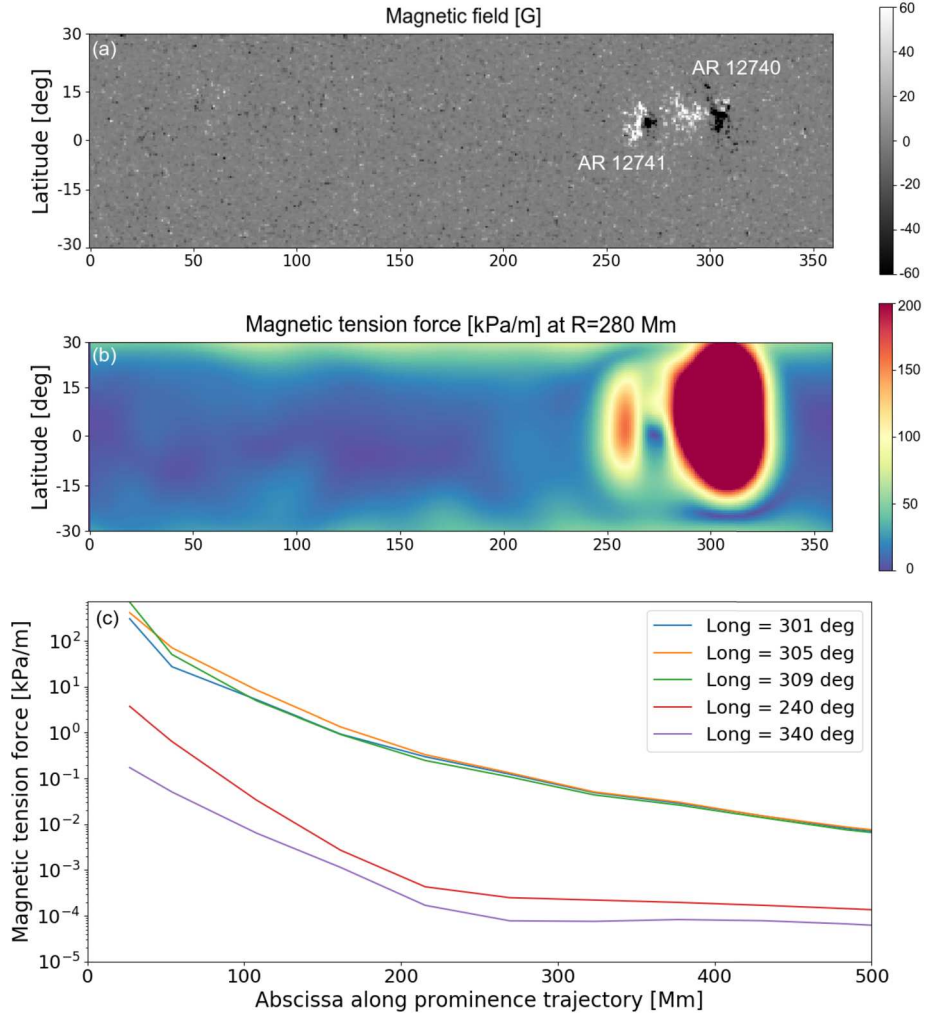 Magnetic field [G]
(a)
AR 12740
AR 12741
Latitude [deg]
30
15
0
-15
-30
0 50 100 150 200 250 300 350
60
40
20
0
-20
-40
-60
Magnetic tension force [kPa/m] at R=280 Mm
(b)
Latitude [deg]
30
15
0
-15
-30
0 50 100 150 200 250 300 350
200
150
100
50
0
(c)
Magnetic tension force [kPa/m]
10²
10¹
10⁰
10⁻¹
10⁻²
10⁻³
10⁻⁴
10⁻⁵
Long = 301 deg
Long = 305 deg
Long = 309 deg
Long = 240 deg
Long = 340 deg
0 100 200 300 400 500
Abscissa along prominence trajectory [Mm]